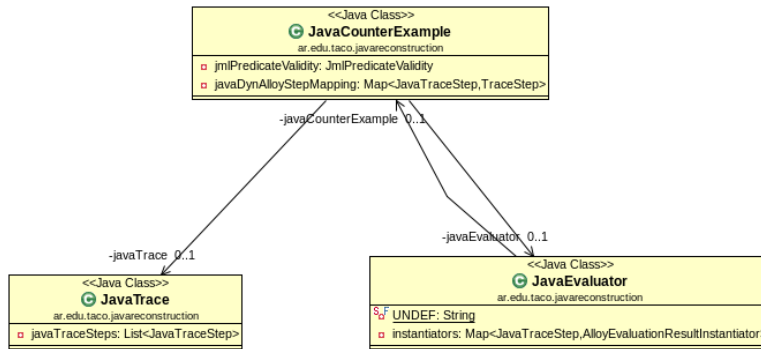 <<Java Class>>
JavaCounterExample
ar.edu.taco.javareconstruction
jmlPredicateValidity: JmlPredicateValidity
javaDynAlloyStepMapping: Map<JavaTraceStep,TraceStep>
-javaCounterExample 0..1
-javaTrace 0..1
-javaEvaluator 0..1
<<Java Class>>
JavaTrace
ar.edu.taco.javareconstruction
javaTraceSteps: List<JavaTraceStep>
<<Java Class>>
JavaEvaluator
ar.edu.taco.javareconstruction
UNDEF: String
instantiators: Map<JavaTraceStep,AlloyEvaluationResultInstantiator>